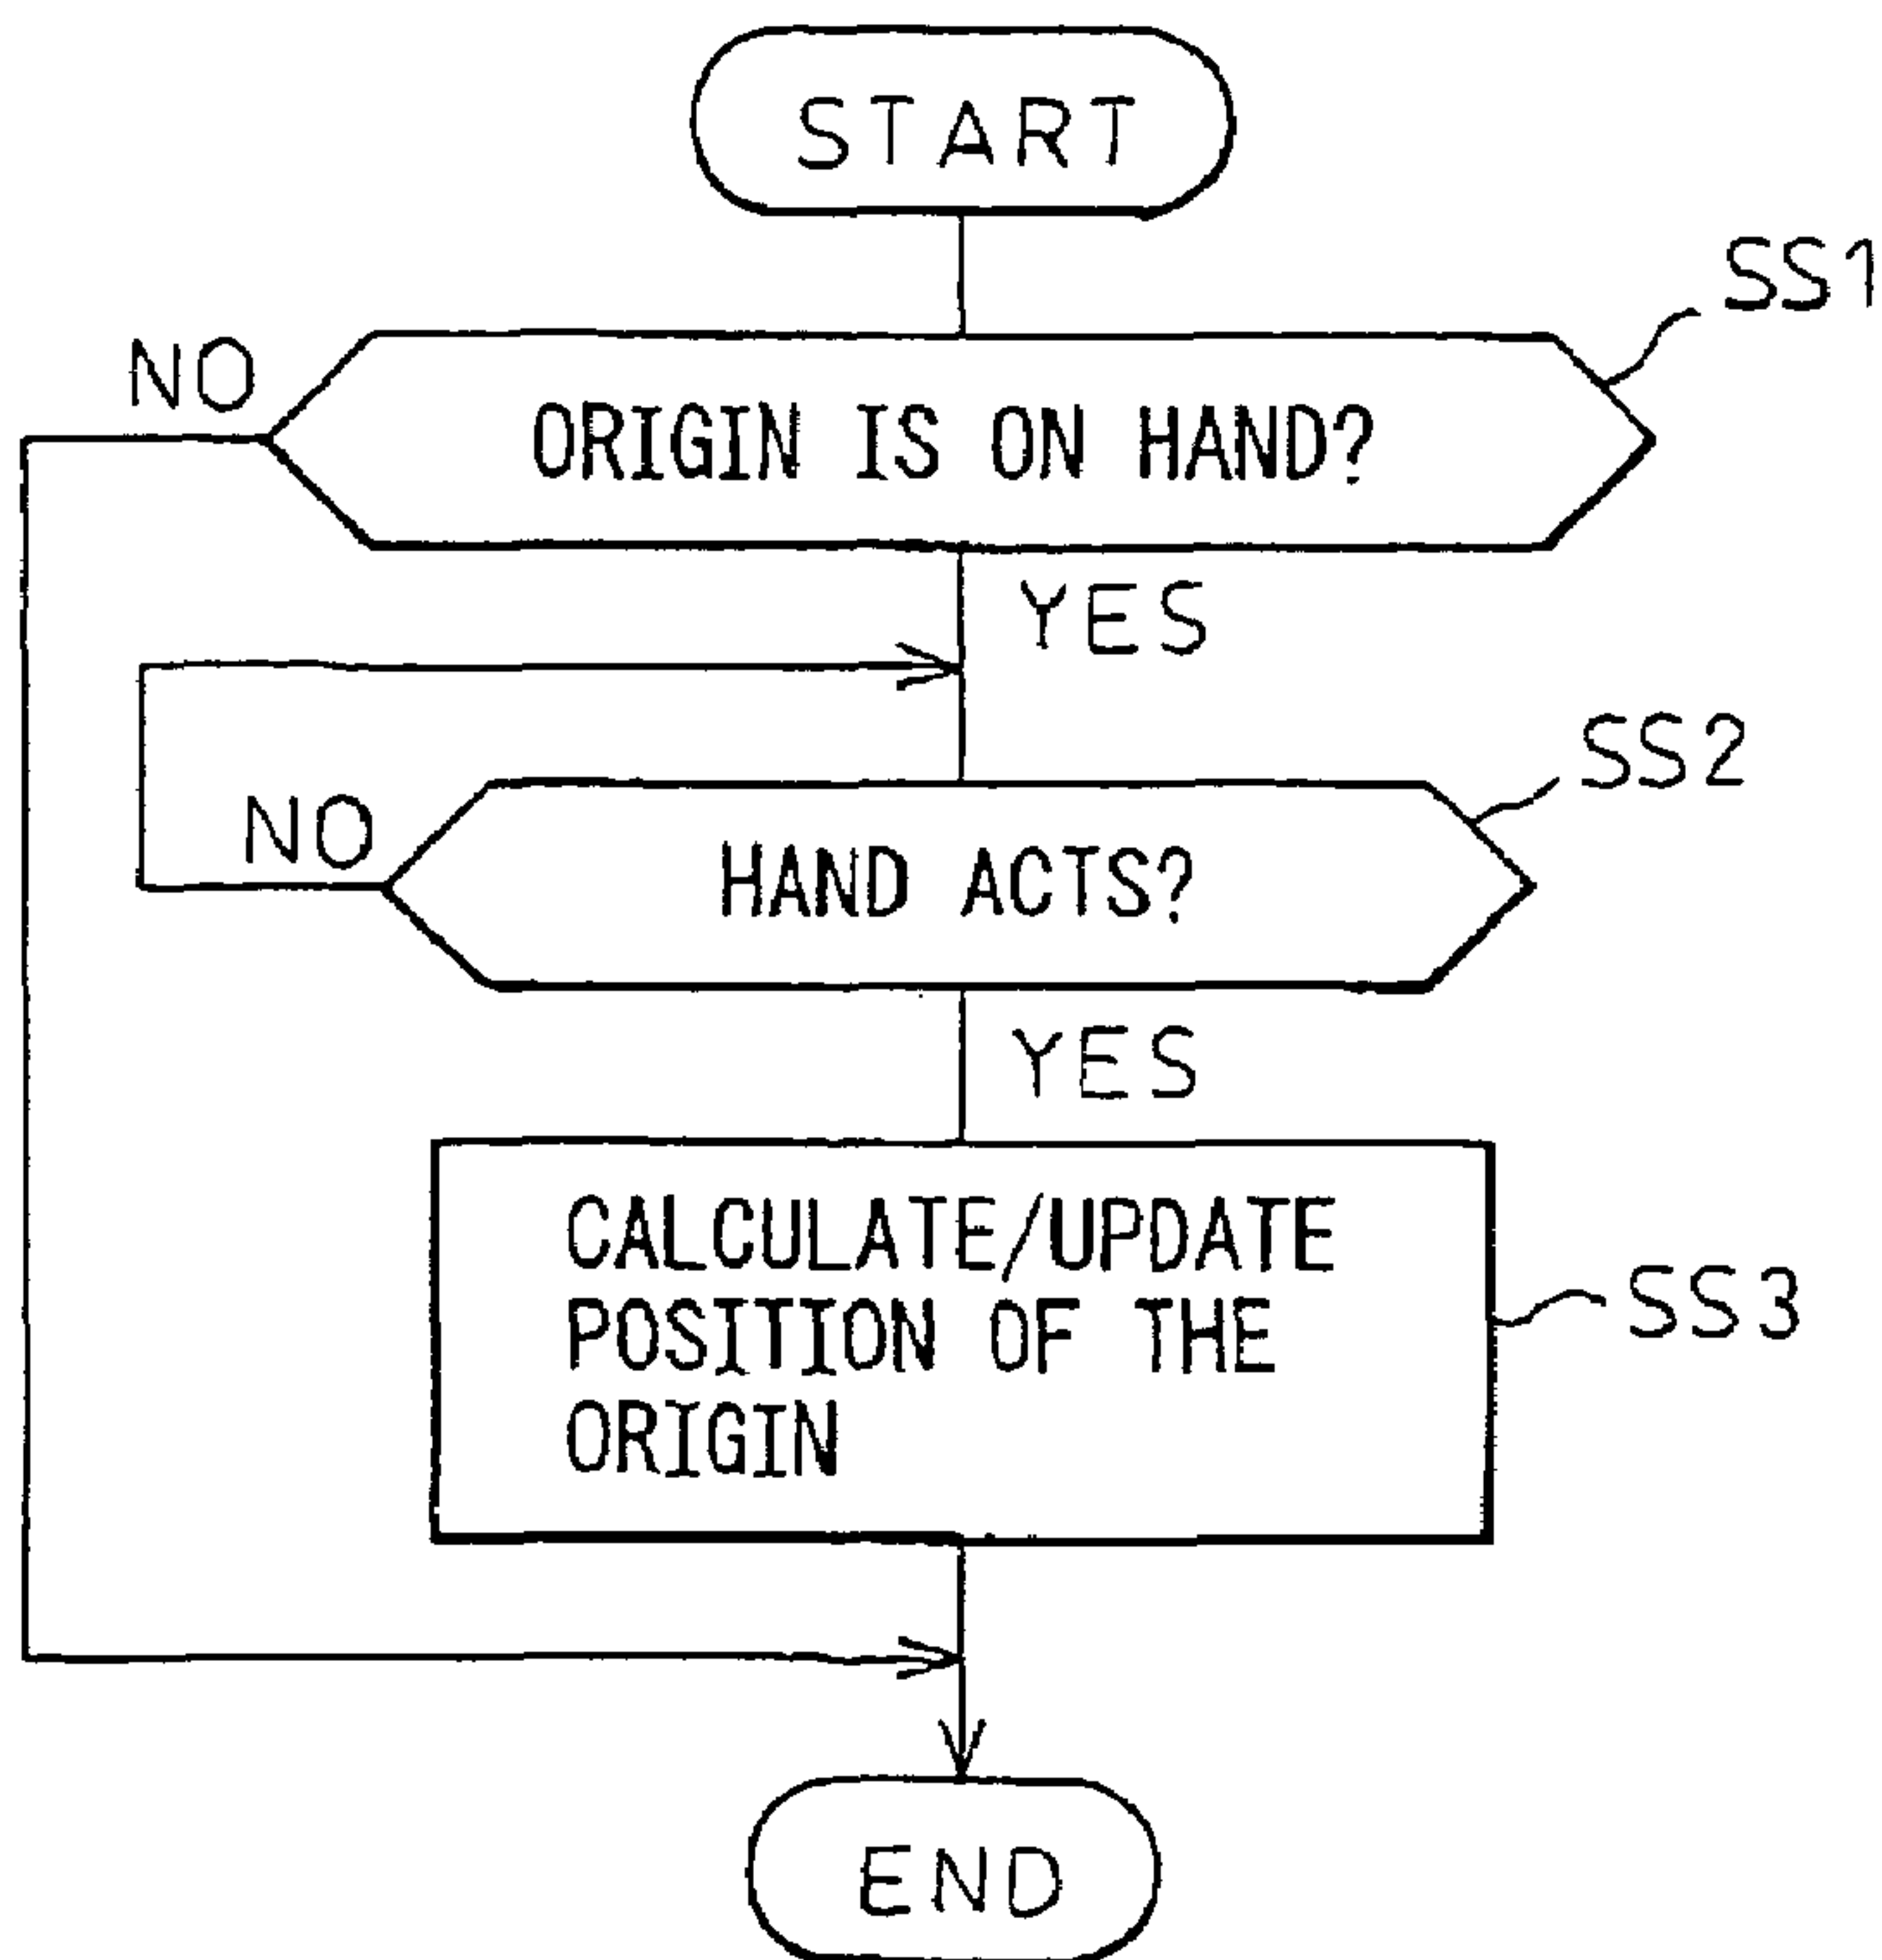 START
SS1
NO
ORIGIN IS ON HAND?
YES
SS2
NO
HAND ACTS?
YES
CALCULATE/UPDATE
POSITION OF THE
ORIGIN
SS3
END